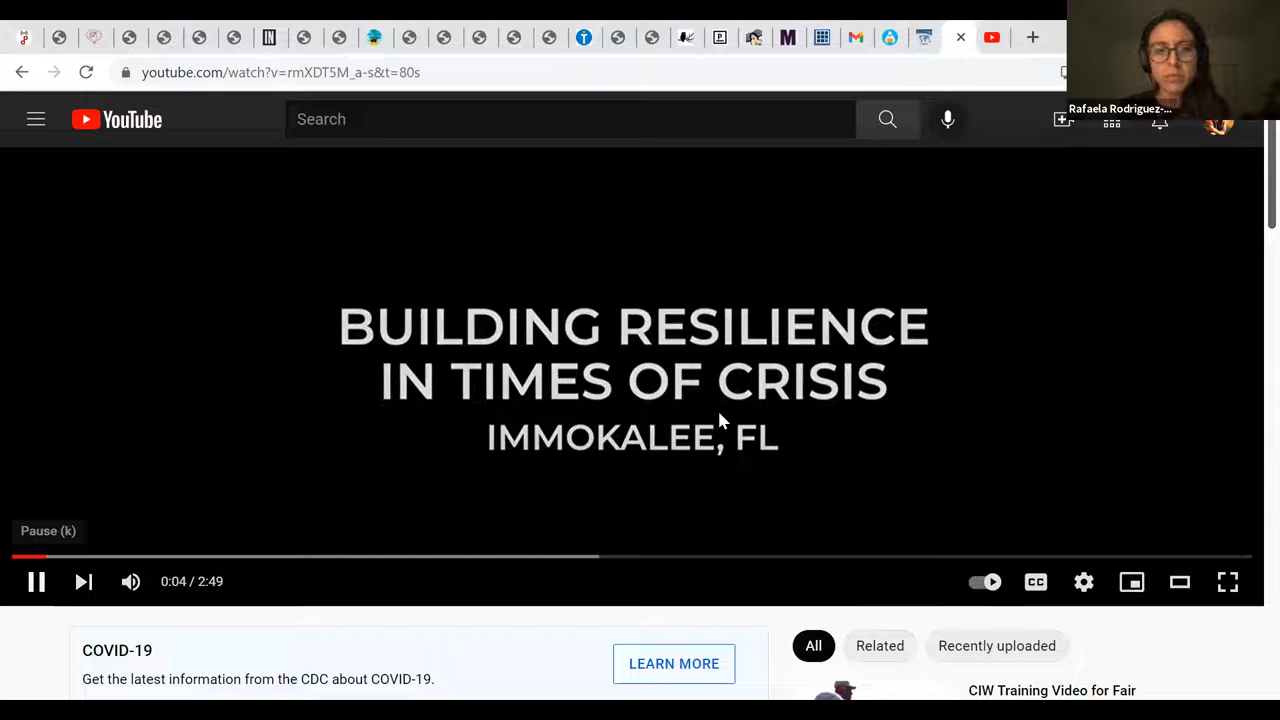 youtube.com/watch?v=rmXDT5M_a-s&t=80s
Rafaela Rodriguez-...
YouTube
Search
BUILDING RESILIENCE
IN TIMES OF CRISIS
IMMOKALEE, FL
Pause (k)
0:04 / 2:49
CC
COVID-19
LEARN MORE
Get the latest information from the CDC about COVID-19.
All
Related
Recently uploaded
CIW Training Video for Fair